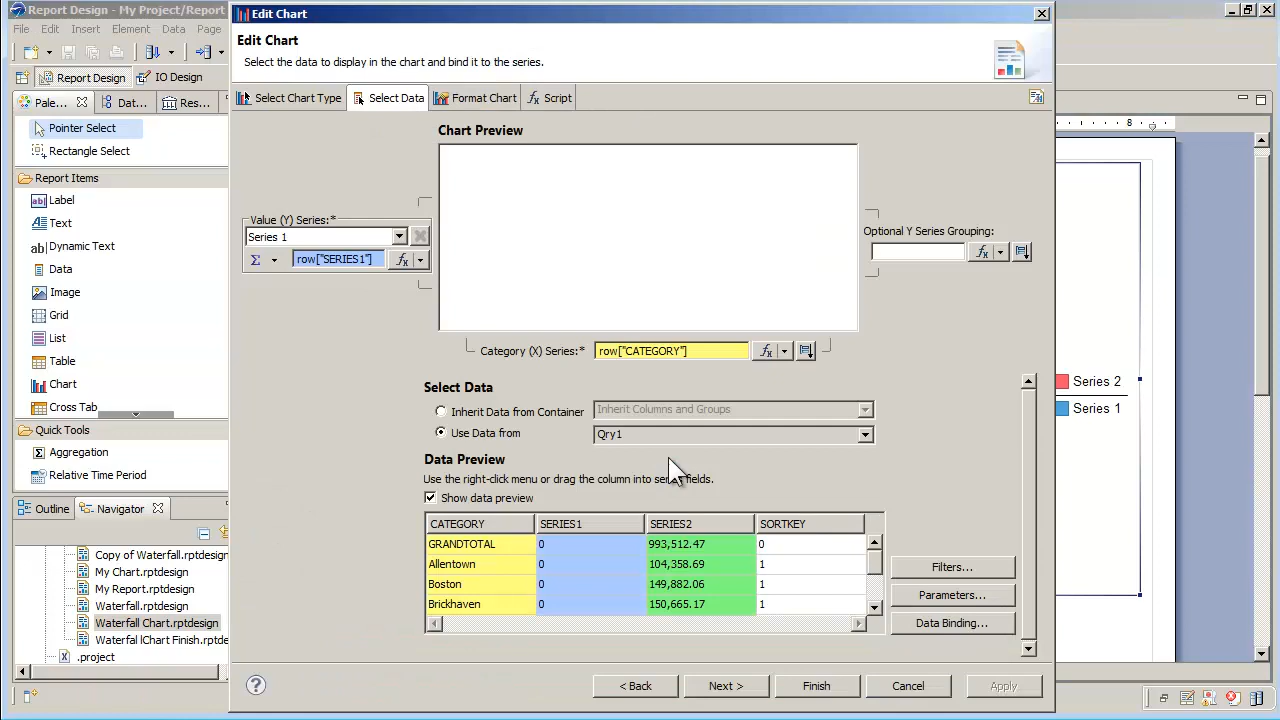 Report Design - My Project/Report
File Edit Insert Element Data Page
Report Design IO Design
Pale... Dat... Res...
Pointer Select
Rectangle Select
Report Items
Label
Text
Dynamic Text
Data
Image
Grid
List
Table
Chart
Cross Tab
Quick Tools
Aggregation
Relative Time Period
Outline Navigator
Copy of Waterfall.rptdesign
My Chart.rptdesign
My Report.rptdesign
Waterfall.rptdesign
Waterfall Chart.rptdesign
Waterfal lChart Finish.rptde
.project
Edit Chart
Edit Chart
Select the data to display in the chart and bind it to the series.
Select Chart Type Select Data Format Chart Script
Chart Preview
Value (Y) Series:*
Series 1
Σ row["SERIES1"] fx
Optional Y Series Grouping:
fx
Category (X) Series:* row["CATEGORY"] fx
Select Data
Inherit Data from Container Inherit Columns and Groups
Use Data from Qry1
Data Preview
Use the right-click menu or drag the column into series fields.
Show data preview
CATEGORY SERIES1 SERIES2 SORTKEY
GRANDTOTAL 0 993,512.47 0
Allentown 0 104,358.69 1
Boston 0 149,882.06 1
Brickhaven 0 150,665.17 1
Filters...
Parameters...
Data Binding...
? < Back Next > Finish Cancel Apply
8
Series 2
Series 1